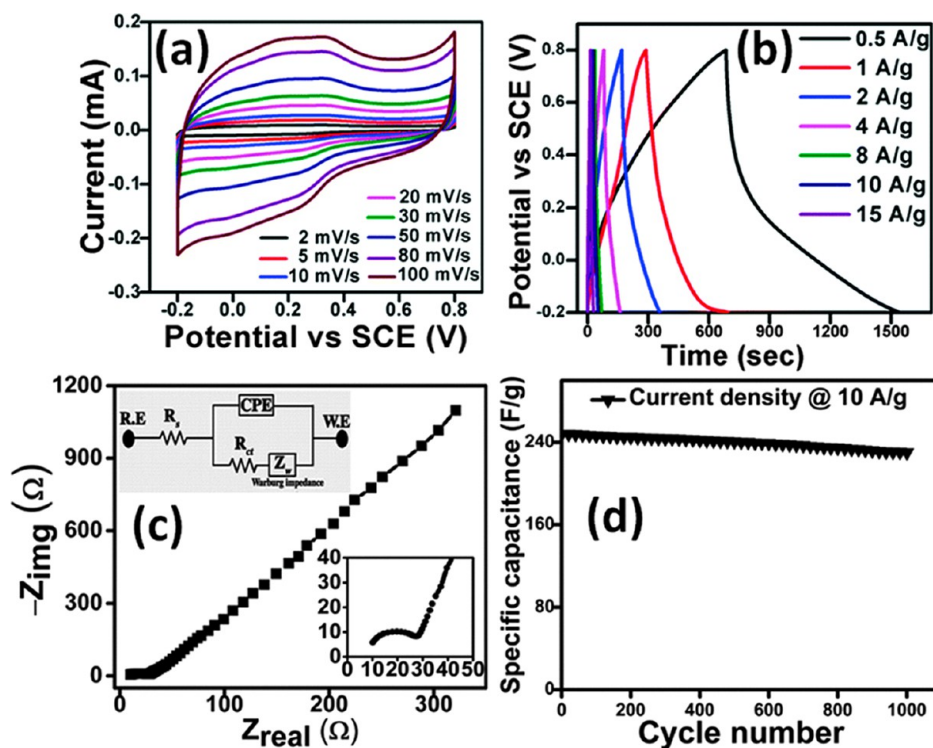 (a)
Current (mA)
0.2
0.1
0.0
-0.1
-0.2
-0.3
20 mV/s
30 mV/s
2 mV/s
50 mV/s
5 mV/s
80 mV/s
10 mV/s
100 mV/s
-0.2 0.0 0.2 0.4 0.6 0.8
Potential vs SCE (V)
(b)
Potential vs SCE (V)
0.8
0.4
0.0
-0.2
0.5 A/g
1 A/g
2 A/g
4 A/g
8 A/g
10 A/g
15 A/g
0 300 600 900 1200 1500
Time (sec)
(c)
-Zimg (Ω)
1200
900
600
300
0
R.E
Rs
CPE
Rct
Zw
Warburg impedance
W.E
40
30
20
10
0
0 10 20 30 40 50
0 100 200 300
Zreal (Ω)
(d)
Specific capacitance (F/g)
240
160
80
0
Current density @ 10 A/g
0 200 400 600 800 1000
Cycle number